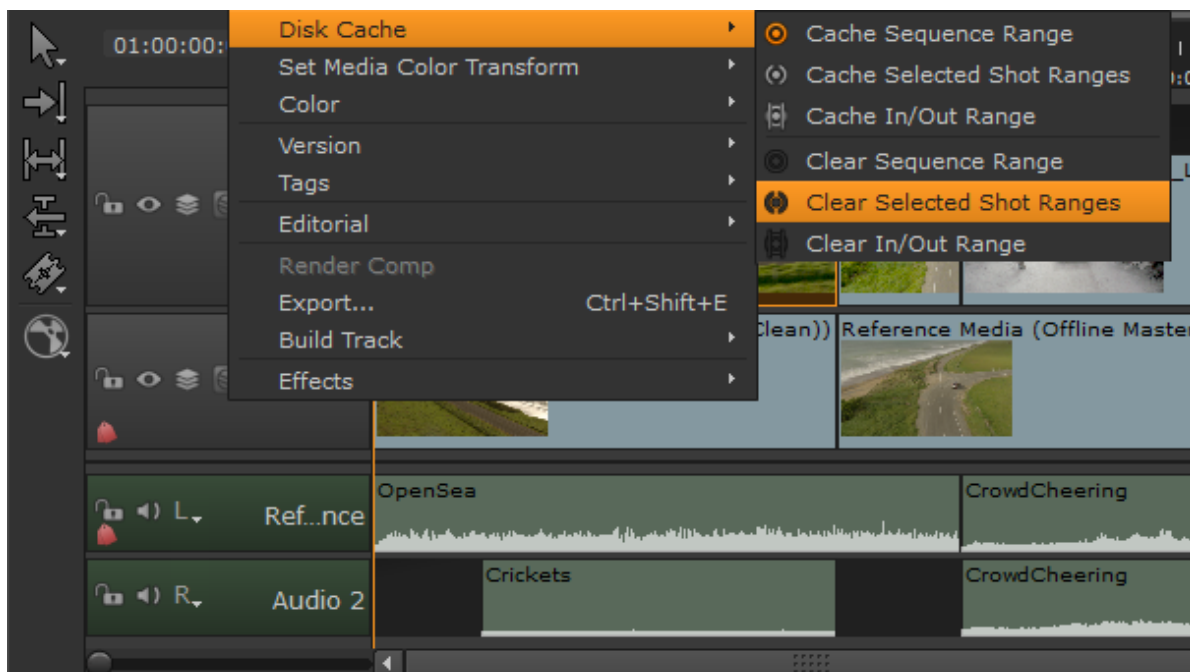 01:00:00:
Disk Cache
Set Media Color Transform
Color
Version
Tags
Editorial
Render Comp
Export... Ctrl+Shift+E
Build Track
Effects
Cache Sequence Range
Cache Selected Shot Ranges
Cache In/Out Range
Clear Sequence Range
Clear Selected Shot Ranges
Clear In/Out Range
Clean)) Reference Media (Offline Master
L Ref...nce OpenSea CrowdCheering
R Audio 2 Crickets CrowdCheering